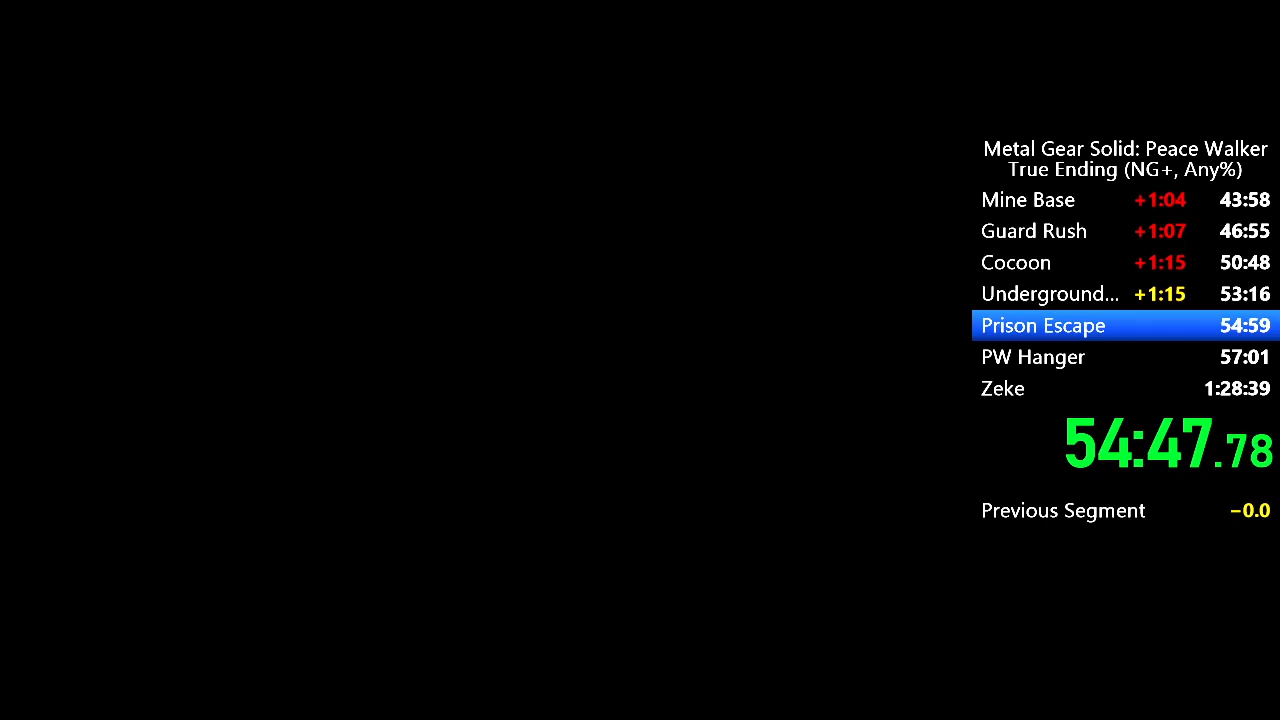 Metal Gear Solid: Peace Walker
True Ending (NG+, Any%)
Mine Base +1:04 43:58
Guard Rush +1:07 46:55
Cocoon +1:15 50:48
Underground... +1:15 53:16
Prison Escape 54:59
PW Hanger 57:01
Zeke 1:28:39
54:47.78
Previous Segment −0.0